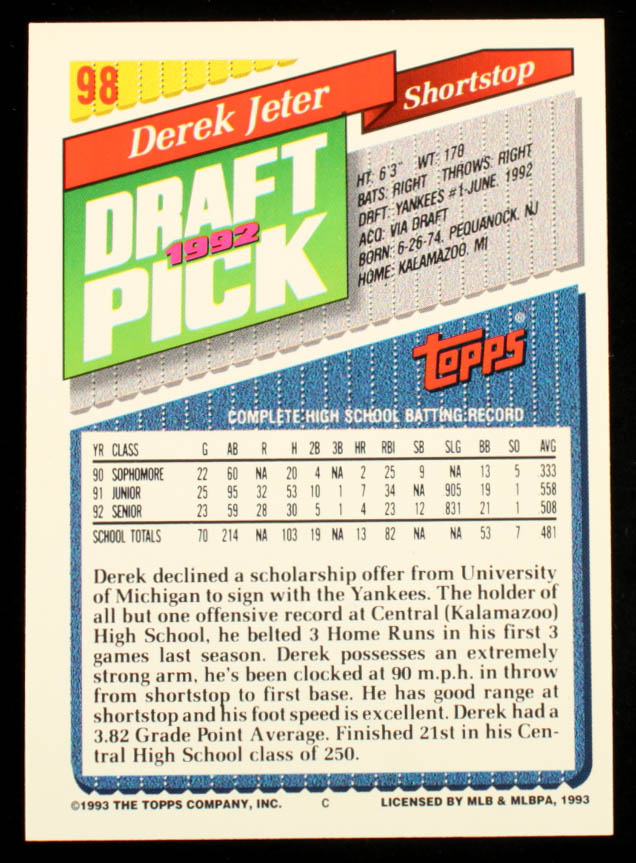 98
Derek Jeter
Shortstop
DRAFT
1992
PICK
HT: 6'3" WT: 178
BATS: RIGHT THROWS: RIGHT
DRFT: YANKEES #1-JUNE, 1992
ACQ: VIA DRAFT
BORN: 6-26-74, PEQUANOCK, NJ
HOME: KALAMAZOO, MI
TOPPS®
COMPLETE HIGH SCHOOL BATTING RECORD
YR CLASS G AB R H 2B 3B HR RBI SB SLG BB SO AVG
90 SOPHOMORE 22 60 NA 20 4 NA 2 25 9 NA 13 5 .333
91 JUNIOR 25 95 32 53 10 1 7 34 NA .905 19 1 .558
92 SENIOR 23 59 28 30 5 1 4 23 12 .831 21 1 .508
SCHOOL TOTALS 70 214 NA 103 19 NA 13 82 NA NA 53 7 .481
Derek declined a scholarship offer from University
of Michigan to sign with the Yankees. The holder of
all but one offensive record at Central (Kalamazoo)
High School, he belted 3 Home Runs in his first 3
games last season. Derek possesses an extremely
strong arm, he's been clocked at 90 m.p.h. in throw
from shortstop to first base. He has good range at
shortstop and his foot speed is excellent. Derek had a
3.82 Grade Point Average. Finished 21st in his Cen-
tral High School class of 250.
©1993 THE TOPPS COMPANY, INC. C LICENSED BY MLB & MLBPA, 1993